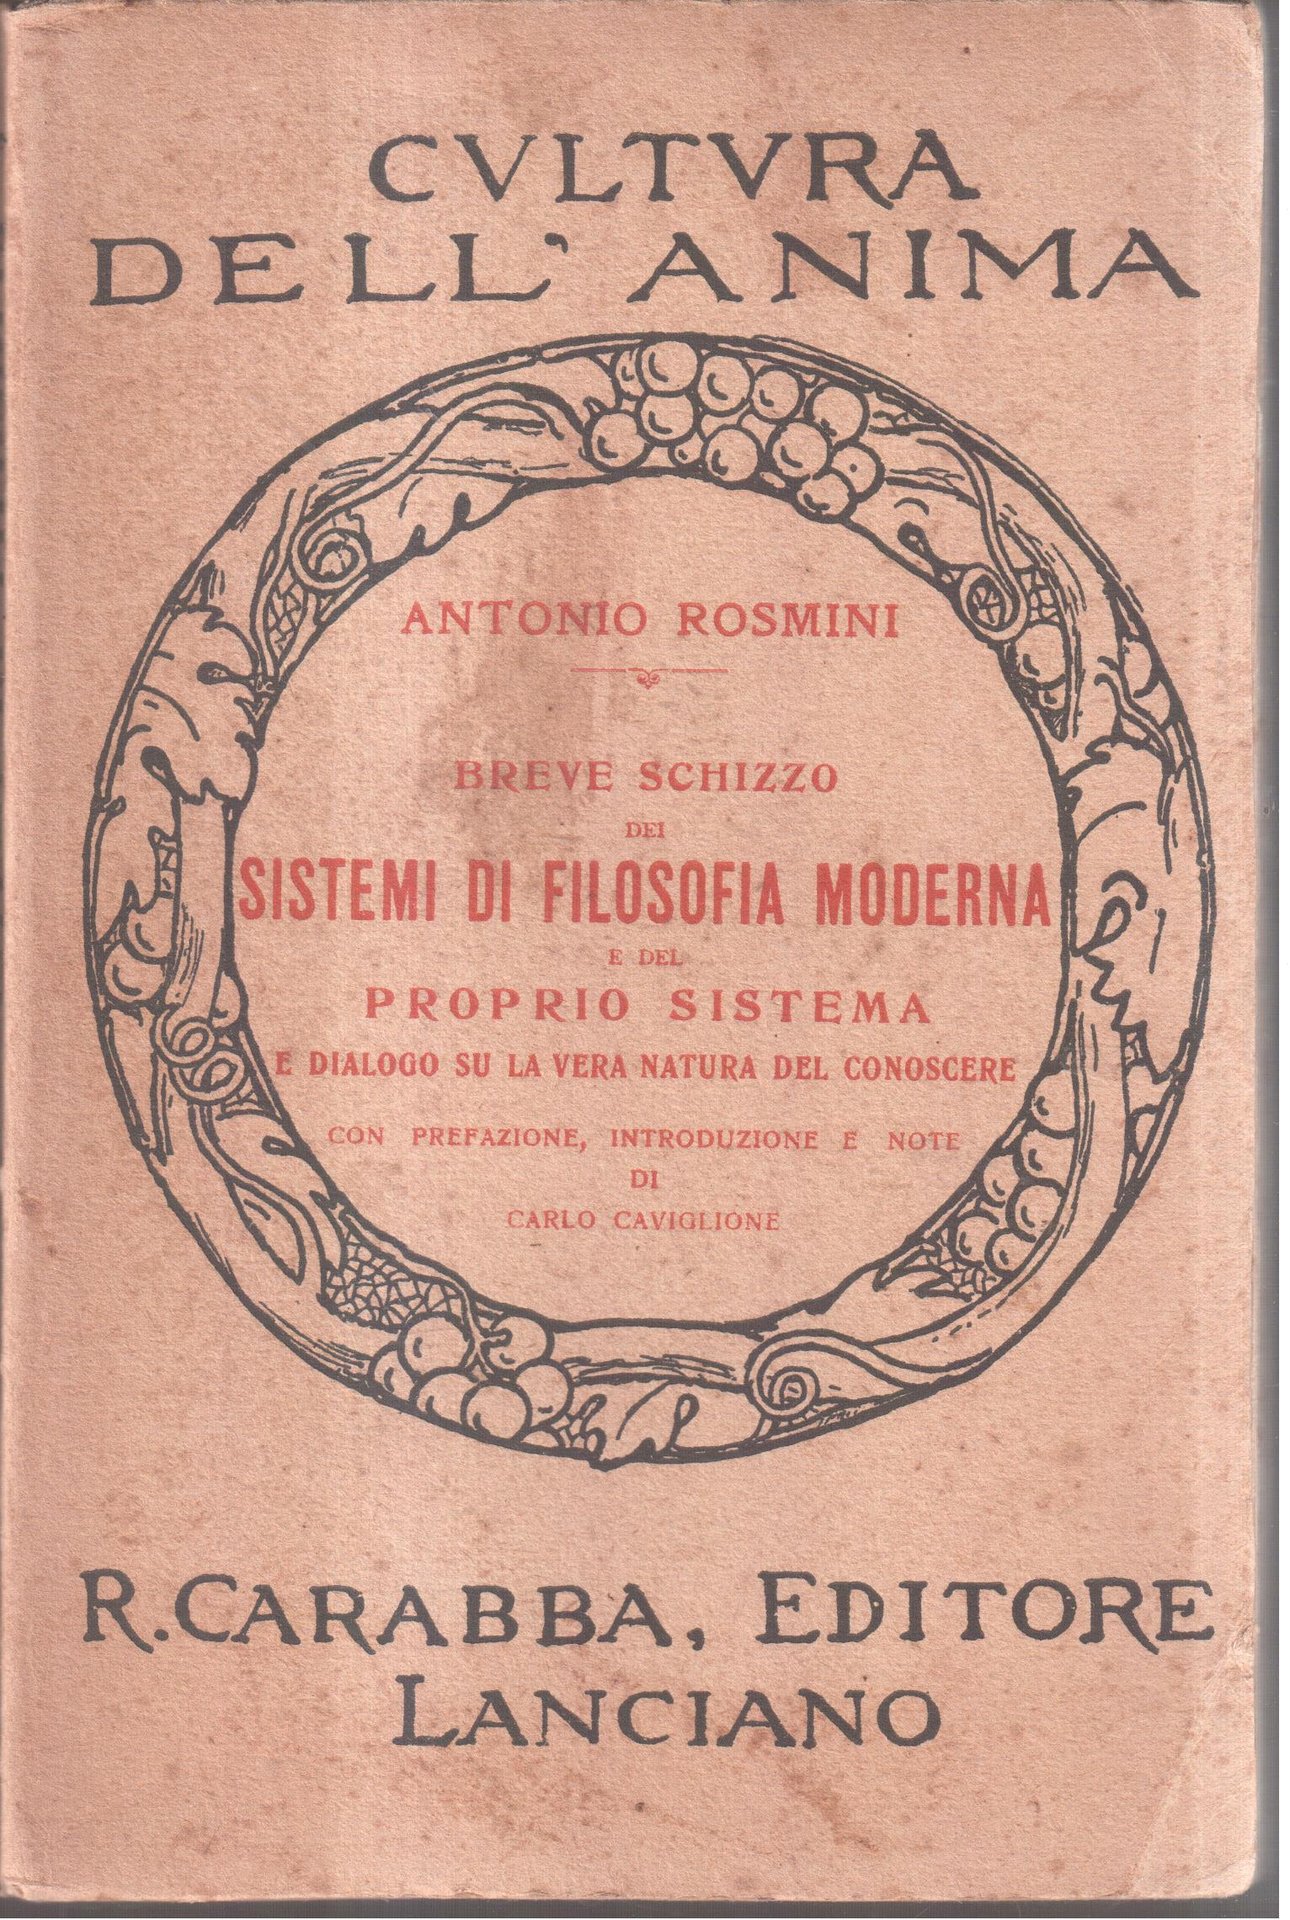 CVLTVRA
DELL' ANIMA
ANTONIO ROSMINI
BREVE SCHIZZO
DEI
SISTEMI DI FILOSOFIA MODERNA
E DEL
PROPRIO SISTEMA
E DIALOGO SU LA VERA NATURA DEL CONOSCERE
CON PREFAZIONE, INTRODUZIONE E NOTE
DI
CARLO CAVIGLIONE
R. CARABBA, EDITORE
LANCIANO